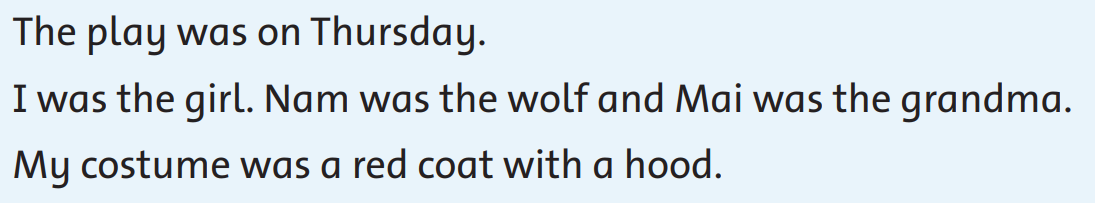 The play was on Thursday.
I was the girl. Nam was the wolf and Mai was the grandma.
My costume was a red coat with a hood.